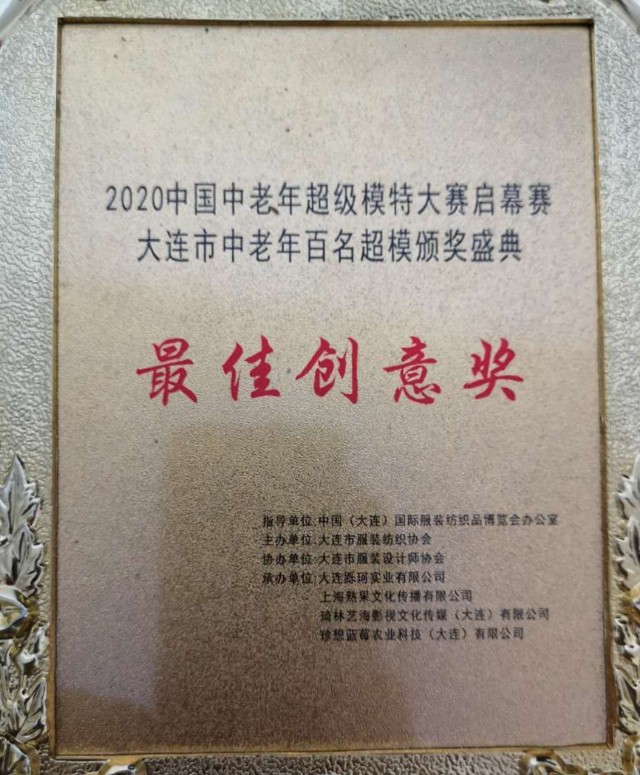 2020中国中老年超级模特大赛启幕赛
大连市中老年百名超模颁奖盛典
最佳创意奖
指导单位:中国（大连）国际服装纺织品博览会办公室
主办单位:大连市服装纺织协会
协办单位:大连市服装设计师协会
承办单位:大连跞珂实业有限公司
上海熟果文化传播有限公司
琦林艺海影视文化传媒（大连）有限公司
珍想蓝莓农业科技（大连）有限公司